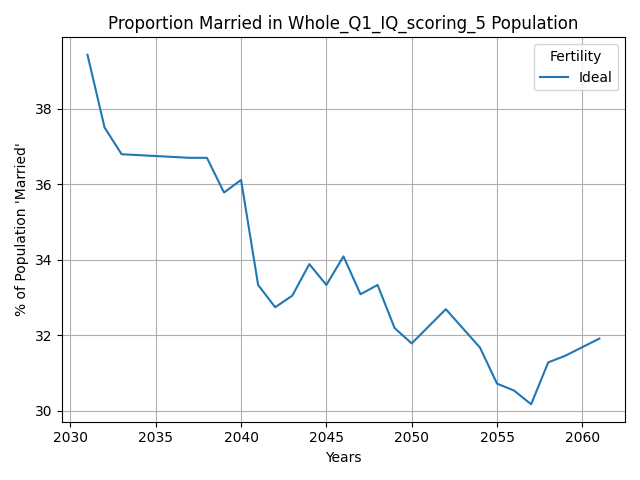 Proportion Married in Whole_Q1_IQ_scoring_5 Population
Fertility
Ideal
% of Population 'Married'
38
36
34
32
30
2030 2035 2040 2045 2050 2055 2060
Years